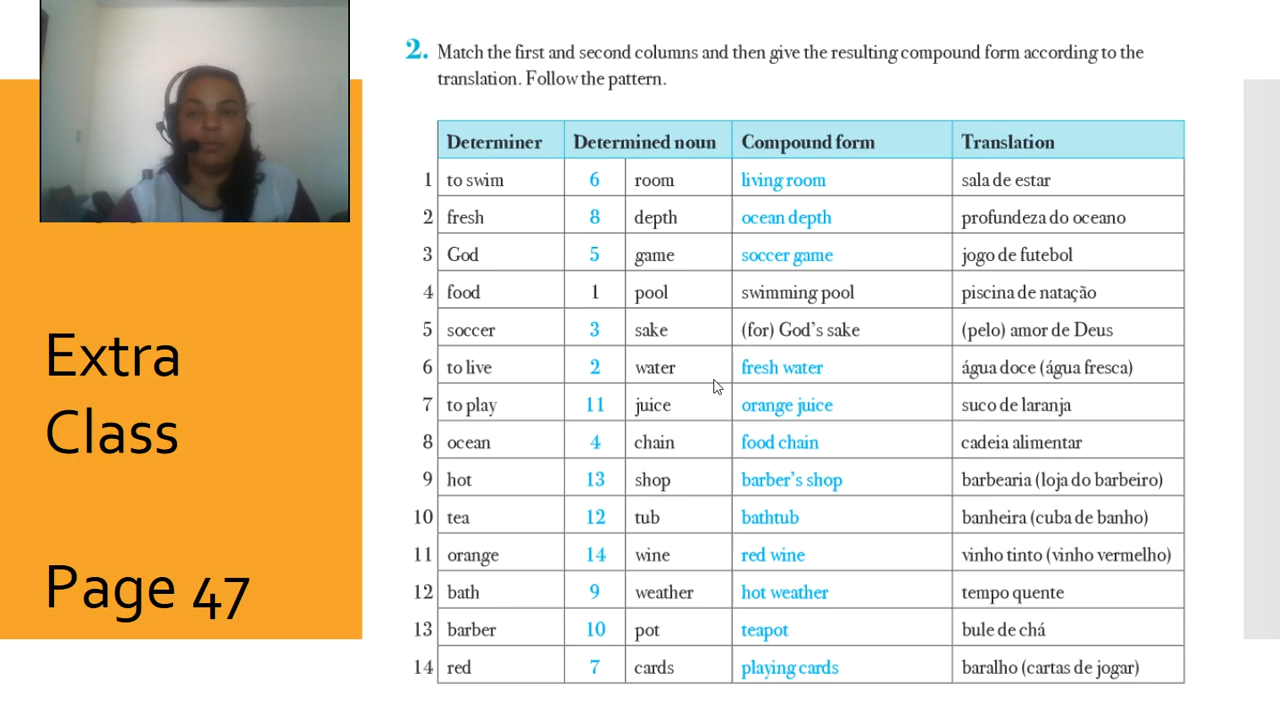 Extra
Class
Page 47
2. Match the first and second columns and then give the resulting compound form according to the
translation. Follow the pattern.
Determiner Determined noun Compound form Translation
1 to swim 6 room living room sala de estar
2 fresh 8 depth ocean depth profundeza do oceano
3 God 5 game soccer game jogo de futebol
4 food 1 pool swimming pool piscina de natação
5 soccer 3 sake (for) God's sake (pelo) amor de Deus
6 to live 2 water fresh water água doce (água fresca)
7 to play 11 juice orange juice suco de laranja
8 ocean 4 chain food chain cadeia alimentar
9 hot 13 shop barber's shop barbearia (loja do barbeiro)
10 tea 12 tub bathtub banheira (cuba de banho)
11 orange 14 wine red wine vinho tinto (vinho vermelho)
12 bath 9 weather hot weather tempo quente
13 barber 10 pot teapot bule de chá
14 red 7 cards playing cards baralho (cartas de jogar)